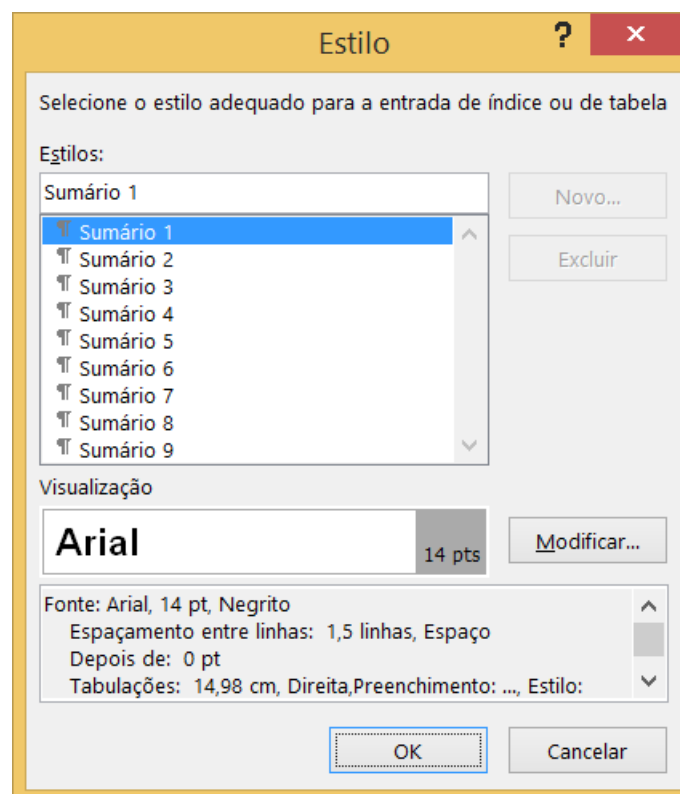 Estilo
?
×
Selecione o estilo adequado para a entrada de índice ou de tabela
Estilos:
Sumário 1
Novo...
¶ Sumário 1
¶ Sumário 2
Excluir
¶ Sumário 3
¶ Sumário 4
¶ Sumário 5
¶ Sumário 6
¶ Sumário 7
¶ Sumário 8
¶ Sumário 9
Visualização
Arial
14 pts
Modificar...
Fonte: Arial, 14 pt, Negrito
Espaçamento entre linhas: 1,5 linhas, Espaço
Depois de: 0 pt
Tabulações: 14,98 cm, Direita,Preenchimento: ..., Estilo:
OK
Cancelar